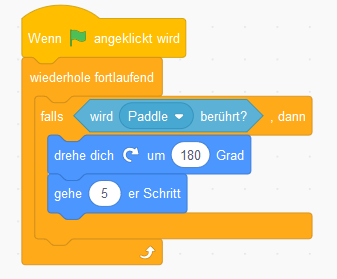 Wenn angeklickt wird
wiederhole fortlaufend
falls wird Paddle berührt? , dann
drehe dich um 180 Grad
gehe 5 er Schritt